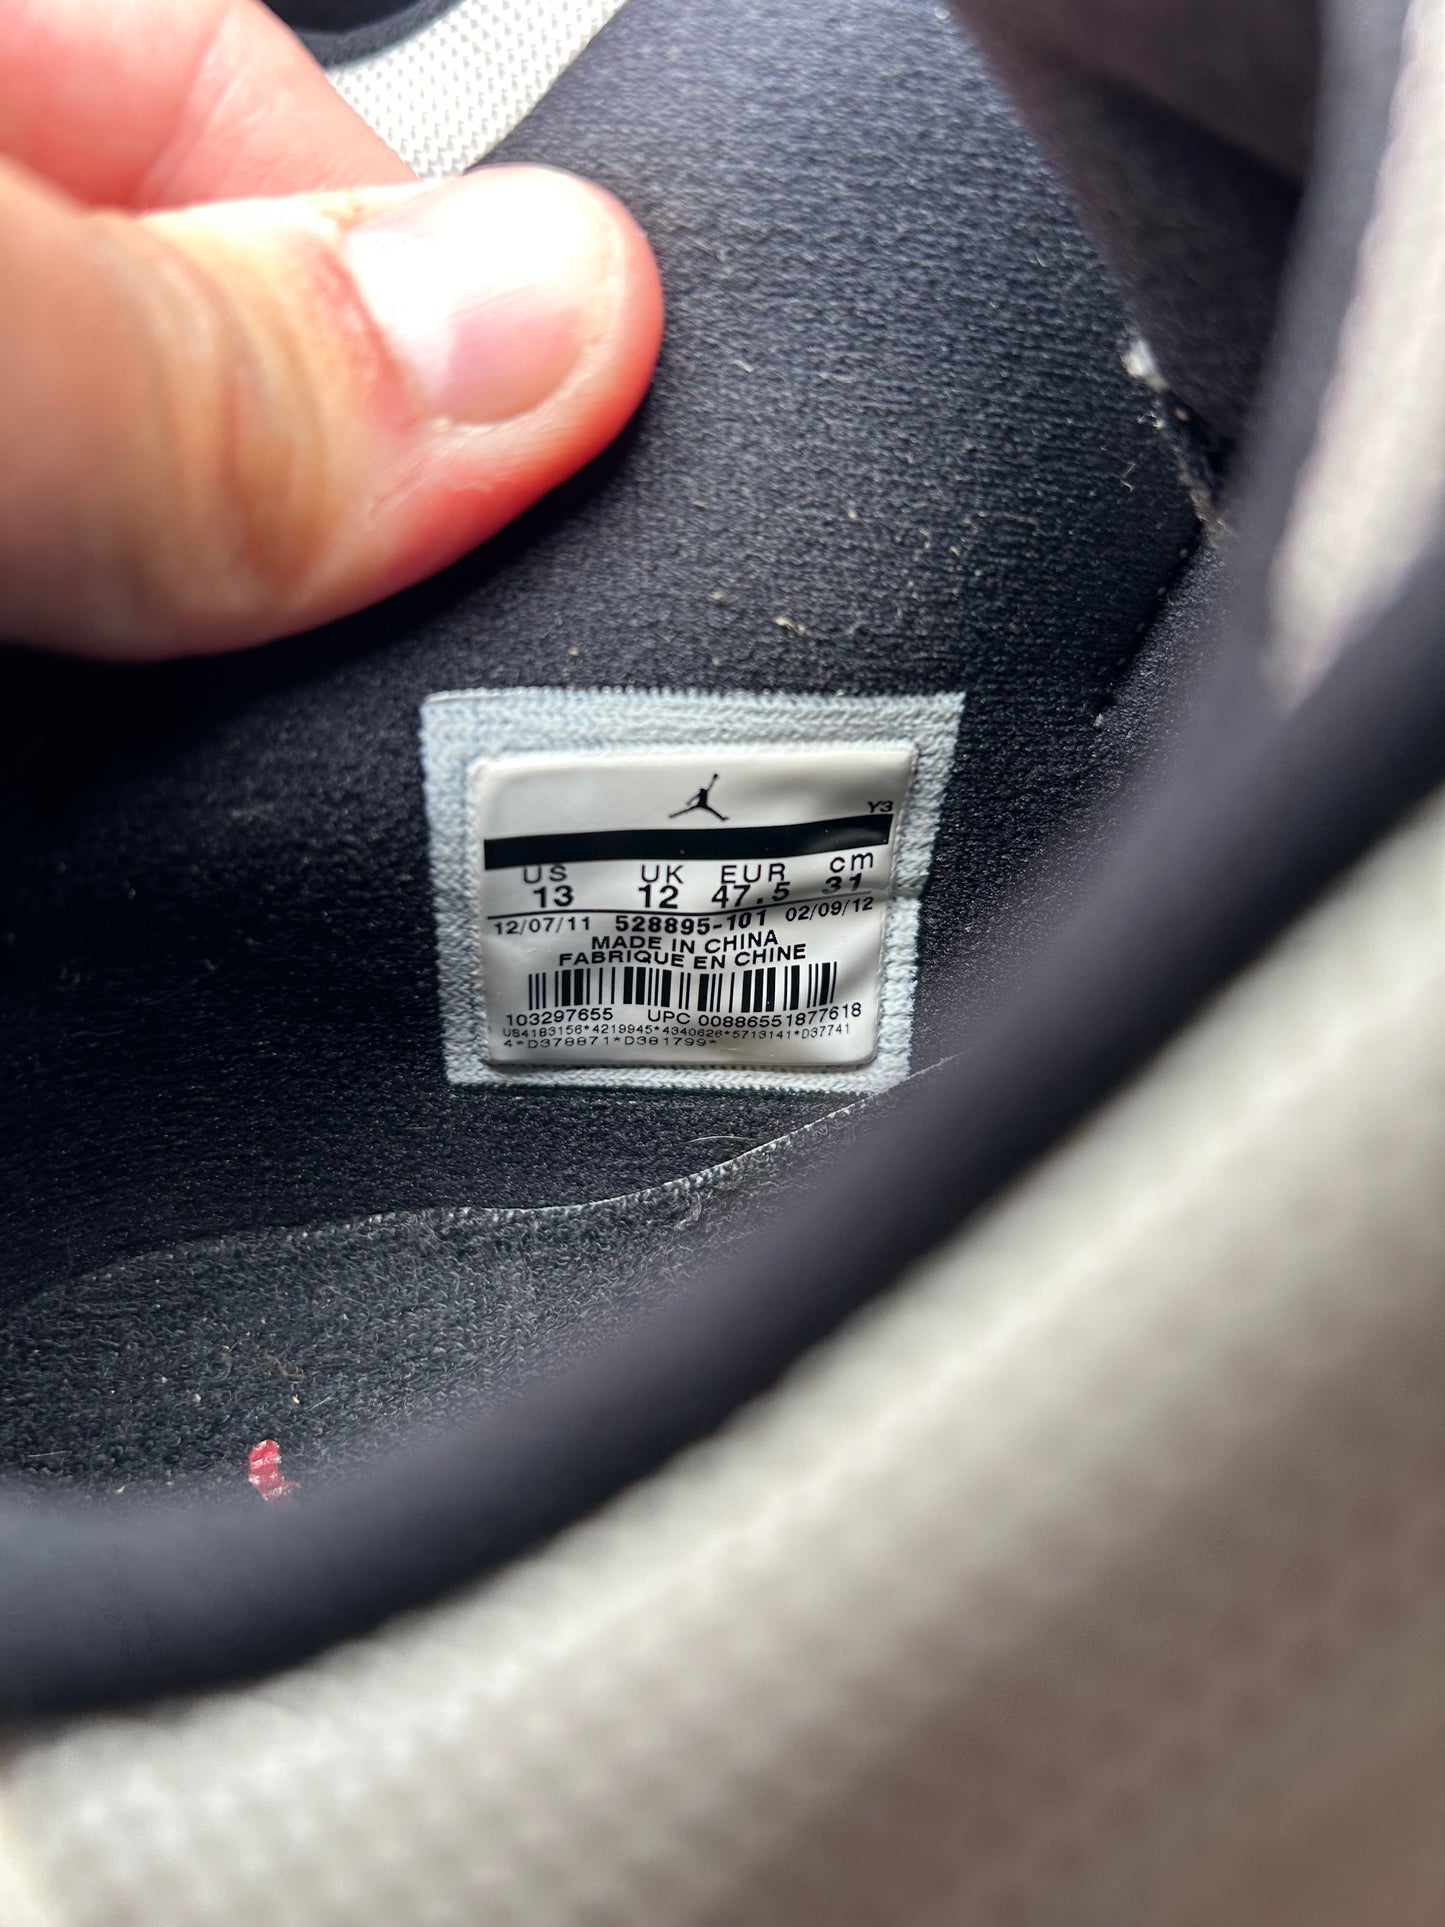 Y3
US UK EUR cm
13 12 47.5 31
12/07/11 528895-101 02/09/12
MADE IN CHINA
FABRIQUE EN CHINE
103297655 UPC 00886551877618
US4183156*4219945*4340626*5713141*D37741
4*D378871*D381799*